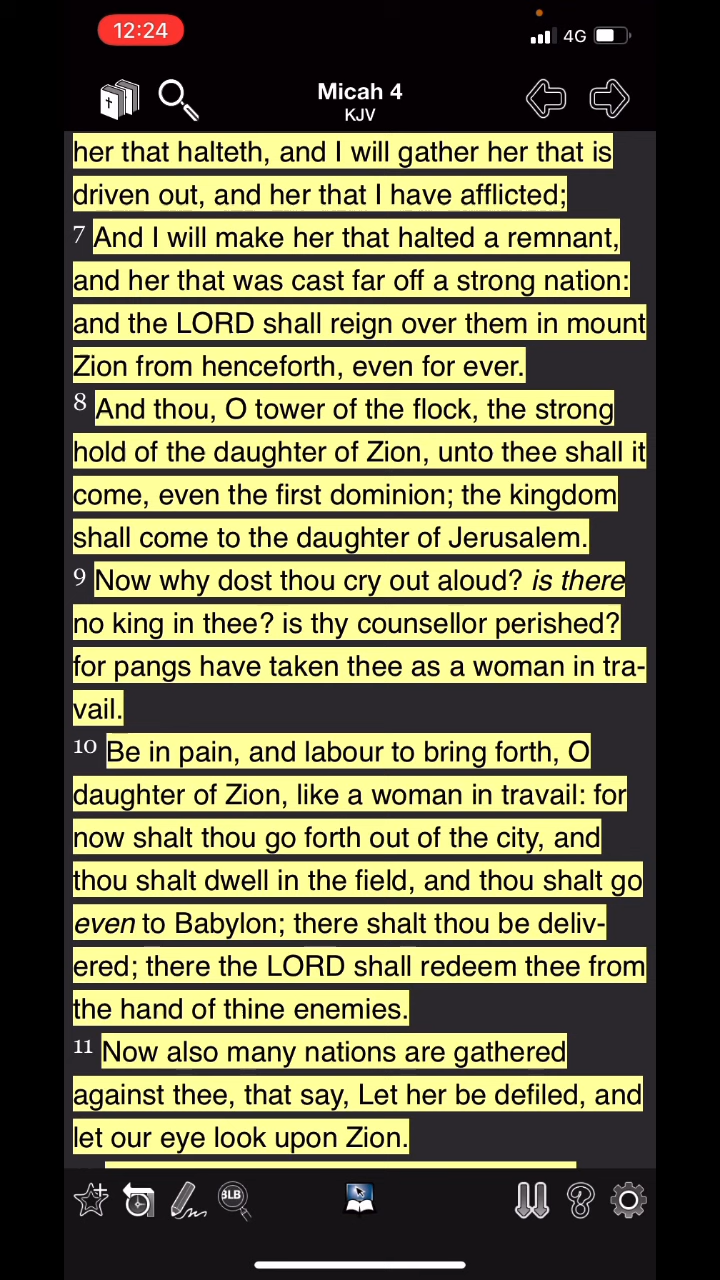 12:24
4G
Micah 4
KJV
her that halteth, and I will gather her that is
driven out, and her that I have afflicted;
7 And I will make her that halted a remnant,
and her that was cast far off a strong nation:
and the LORD shall reign over them in mount
Zion from henceforth, even for ever.
8 And thou, O tower of the flock, the strong
hold of the daughter of Zion, unto thee shall it
come, even the first dominion; the kingdom
shall come to the daughter of Jerusalem.
9 Now why dost thou cry out aloud? is there
no king in thee? is thy counsellor perished?
for pangs have taken thee as a woman in tra-
vail.
10 Be in pain, and labour to bring forth, O
daughter of Zion, like a woman in travail: for
now shalt thou go forth out of the city, and
thou shalt dwell in the field, and thou shalt go
even to Babylon; there shalt thou be deliv-
ered; there the LORD shall redeem thee from
the hand of thine enemies.
11 Now also many nations are gathered
against thee, that say, Let her be defiled, and
let our eye look upon Zion.
BLB